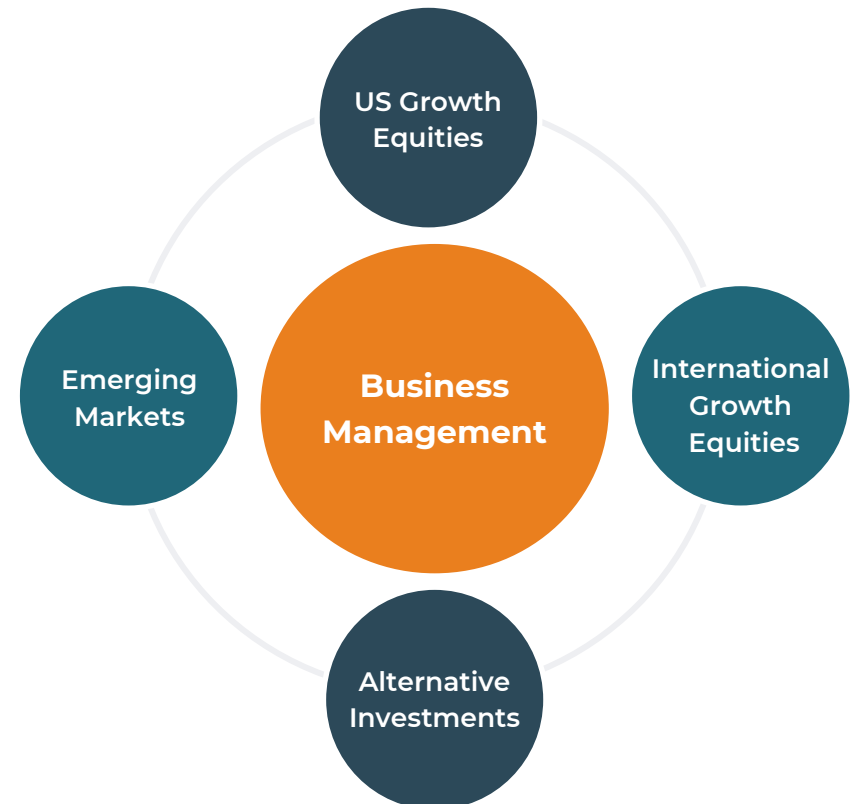 US Growth
Equities
Emerging
Markets
Business
Management
International
Growth
Equities
Alternative
Investments